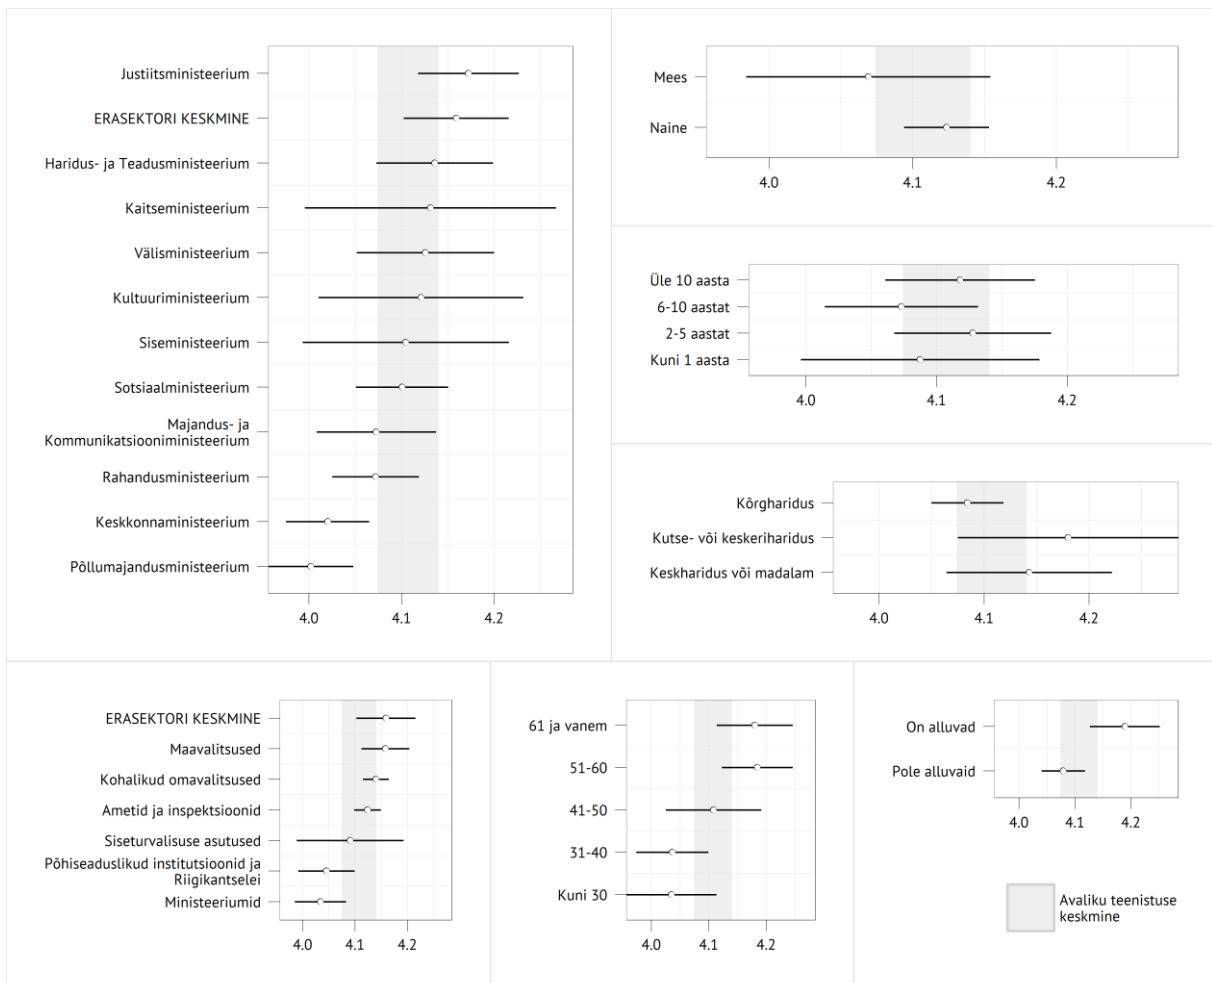 Justiitsministeerium
ERASEKTORI KESKMINE
Haridus- ja Teadusministeerium
Kaitseministeerium
Välisministeerium
Kultuuriministeerium
Siseministeerium
Sotsiaalministeerium
Majandus- ja
Kommunikatsiooniministeerium
Rahandusministeerium
Keskkonnaministeerium
Põllumajandusministeerium
4.0 4.1 4.2
Mees
Naine
4.0 4.1 4.2
Üle 10 aasta
6-10 aastat
2-5 aastat
Kuni 1 aasta
4.0 4.1 4.2
Kõrgharidus
Kutse- või keskeriharidus
Keskharidus või madalam
4.0 4.1 4.2
ERASEKTORI KESKMINE
Maavalitsused
Kohalikud omavalitsused
Ametid ja inspektsioonid
Siseturvalisuse asutused
Põhiseaduslikud institutsioonid ja
Riigikantselei
Ministeeriumid
4.0 4.1 4.2
61 ja vanem
51-60
41-50
31-40
Kuni 30
4.0 4.1 4.2
On alluvad
Pole alluvaid
4.0 4.1 4.2
Avaliku teenistuse
keskmine